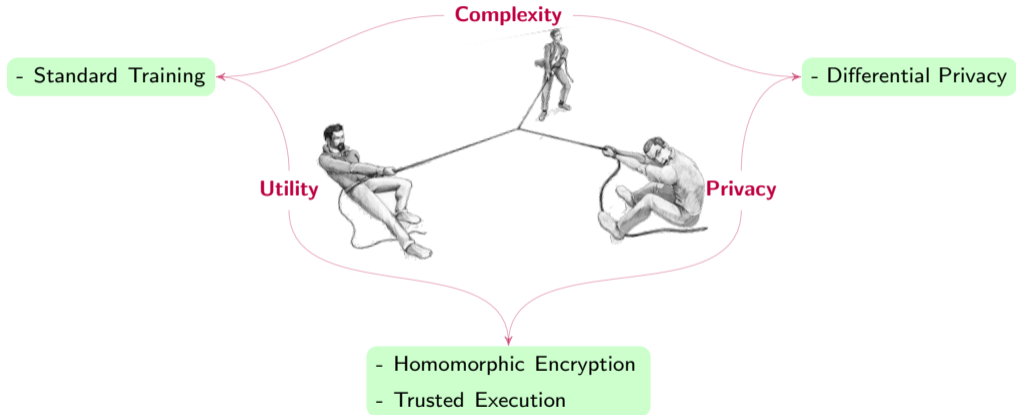 Complexity
- Standard Training
- Differential Privacy
Utility
Privacy
- Homomorphic Encryption
- Trusted Execution